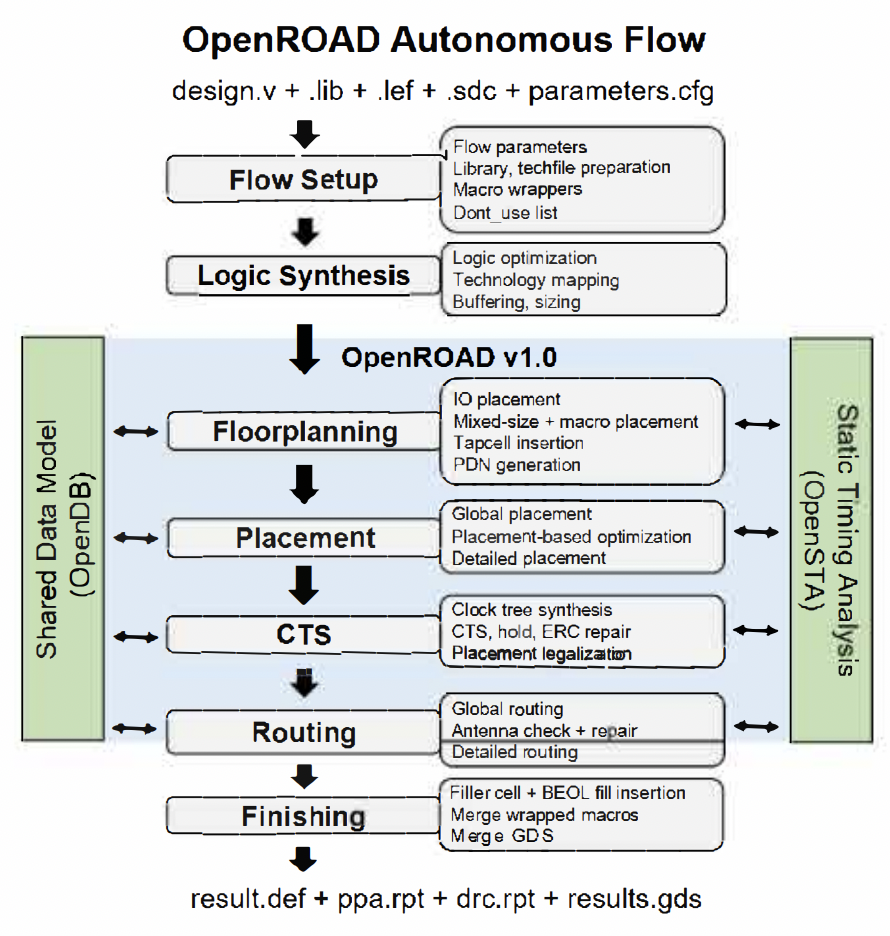 OpenROAD Autonomous Flow
design.v + .lib + .lef + .sdc + parameters.cfg
Flow Setup
Flow parameters
Library, techfile preparation
Macro wrappers
Dont_use list
Logic Synthesis
Logic optimization
Technology mapping
Buffering, sizing
OpenROAD v1.0
Shared Data Model
(OpenDB)
Floorplanning
IO placement
Mixed-size + macro placement
Tapcell insertion
PDN generation
Placement
Global placement
Placement-based optimization
Detailed placement
CTS
Clock tree synthesis
CTS, hold, ERC repair
Placement legalization
Routing
Global routing
Antenna check + repair
Detailed routing
Static Timing Analysis
(OpenSTA)
Finishing
Filler cell + BEOL fill insertion
Merge wrapped macros
Merge GDS
result.def + ppa.rpt + drc.rpt + results.gds